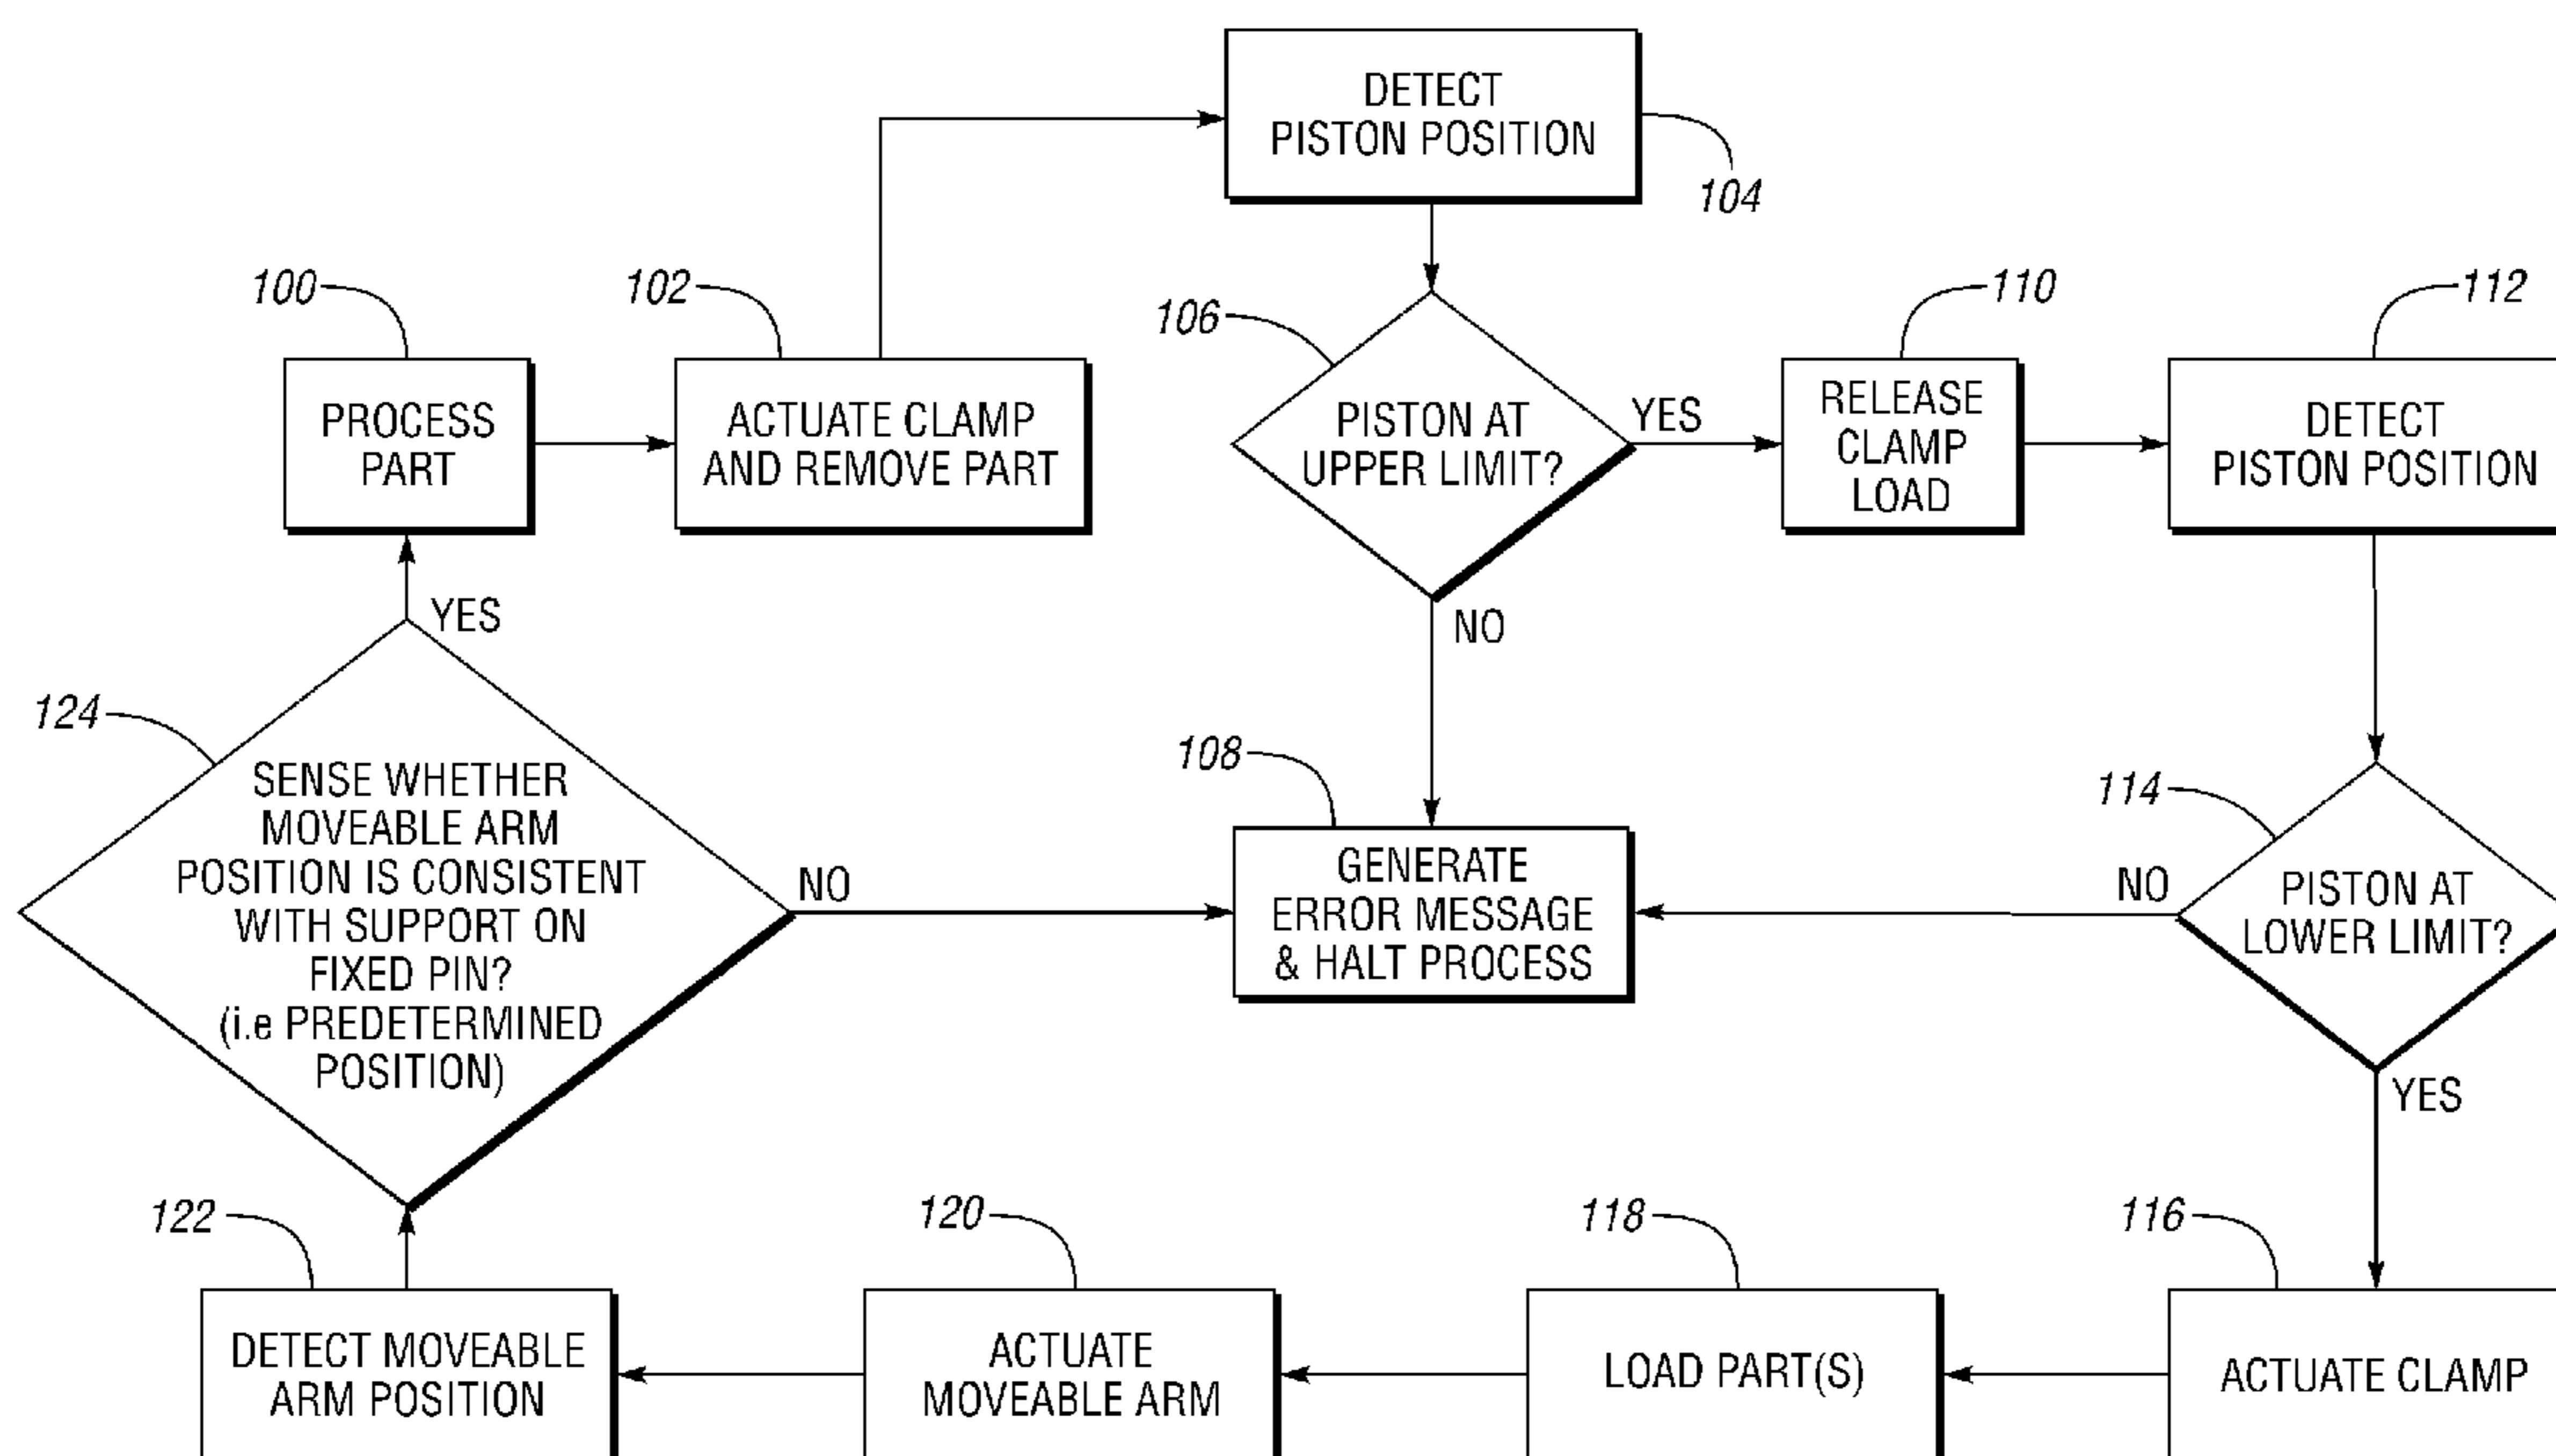 DETECT
PISTON POSITION
104
100
PROCESS
PART
102
ACTUATE CLAMP
AND REMOVE PART
106
PISTON AT
UPPER LIMIT?
YES
NO
110
RELEASE
CLAMP
LOAD
112
DETECT
PISTON POSITION
YES
124
SENSE WHETHER
MOVEABLE ARM
POSITION IS CONSISTENT
WITH SUPPORT ON
FIXED PIN?
(i.e PREDETERMINED
POSITION)
NO
108
GENERATE
ERROR MESSAGE
& HALT PROCESS
114
NO
PISTON AT
LOWER LIMIT?
YES
122
DETECT MOVEABLE
ARM POSITION
120
ACTUATE
MOVEABLE ARM
118
LOAD PART(S)
116
ACTUATE CLAMP